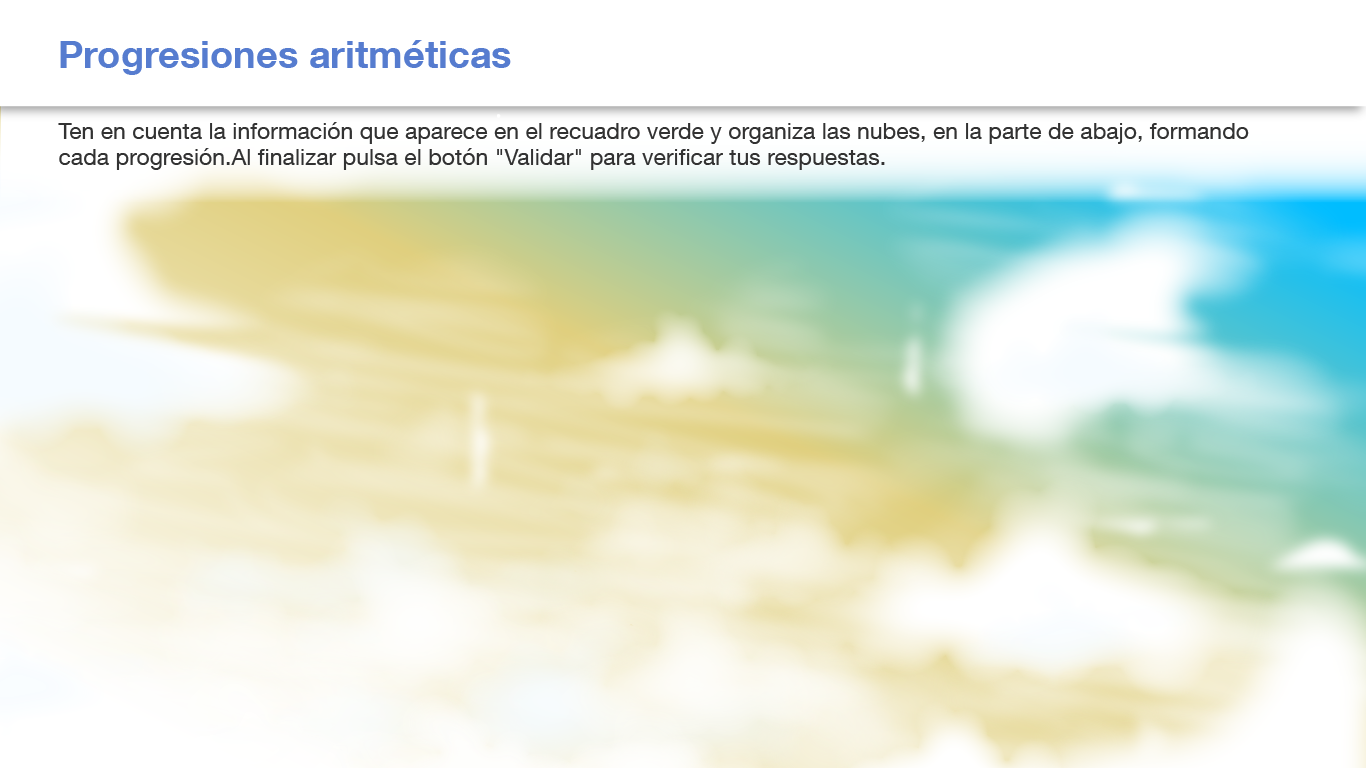 Progresiones aritméticas
Ten en cuenta la información que aparece en el recuadro verde y organiza las nubes, en la parte de abajo, formando
cada progresión.Al finalizar pulsa el botón "Validar" para verificar tus respuestas.